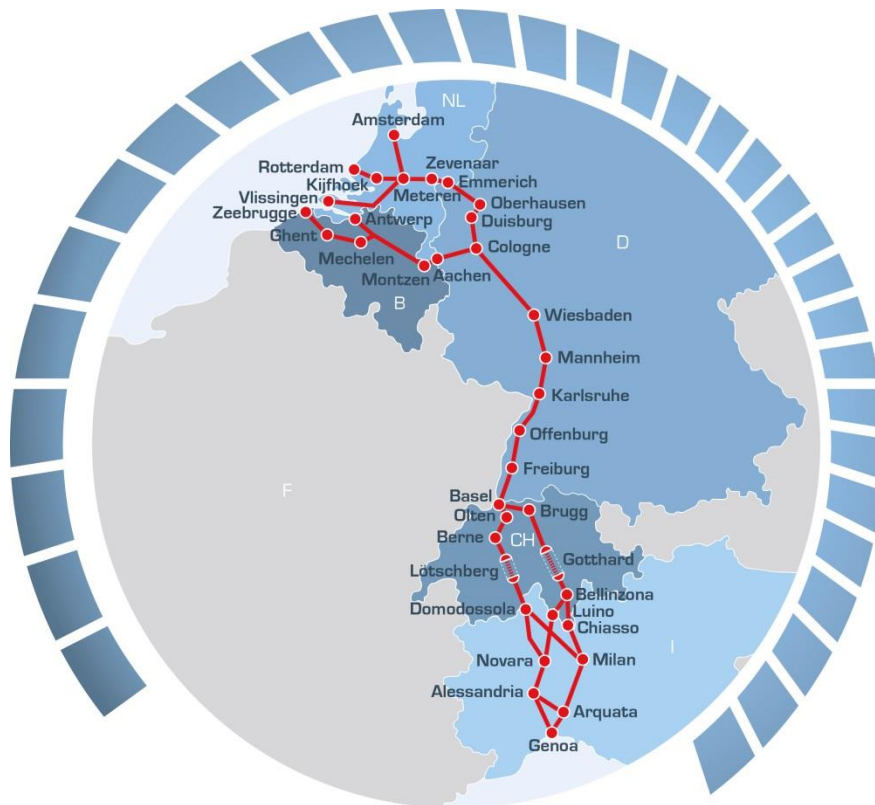 NL
Amsterdam
Rotterdam
Zevenaar
Kijfhoek
Emmerich
Vlissingen
Meteren
Oberhausen
Zeebrugge
Antwerp
Duisburg
Ghent
Cologne
D
Mechelen
Aachen
Montzen
B
Wiesbaden
Mannheim
Karlsruhe
Offenburg
Freiburg
F
Basel
Brugg
Olten
Berne
CH
Gotthard
Lötschberg
Bellinzona
Domodossola
Luino
Chiasso
I
Novara
Milan
Alessandria
Arquata
Genoa